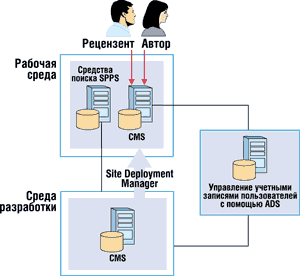 Рецензент Автор
Рабочая
среда
Средства
поиска SPPS
CMS
Site Deployment
Manager
Управление учетными
записями пользователей
с помощью ADS
Среда
разработки
CMS